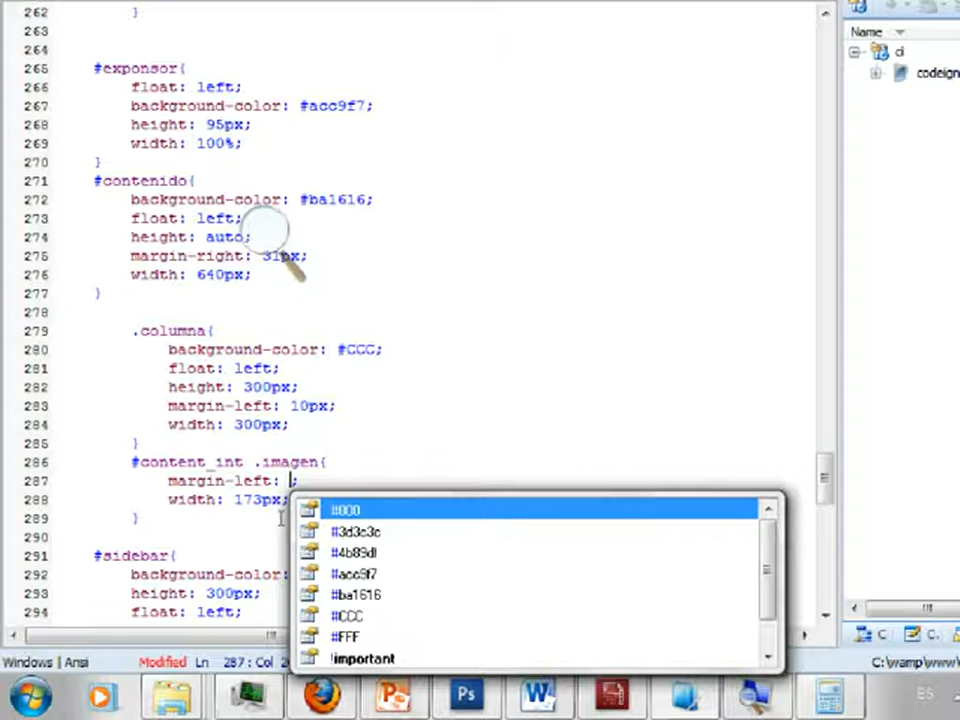 262 }
263
264
265 #exponsor{
266 float: left;
267 background-color: #acc9f7;
268 height: 95px;
269 width: 100%;
270 }
271 #contenido{
272 background-color: #ba1616;
273 float: left;
274 height: auto;
275 margin-right: 31px;
276 width: 640px;
277 }
278
279 .columna{
280 background-color: #CCC;
281 float: left;
282 height: 300px;
283 margin-left: 10px;
284 width: 300px;
285 }
286 #content_int .imagen{
287 margin-left: ;
288 width: 173px;
289 }
290
291 #sidebar{
292 background-color:
293 height: 300px;
294 float: left;
#000
#3d3c3c
#4b89dl
#acc9f7
#ba1616
#CCC
#FFF
!important
Name
ci
codeign
C
C.
Windows | Ansi Modified Ln 287 : Col
C:\wamp\www\
Ps
W
ES